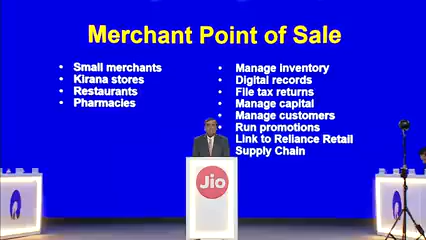 Merchant Point of Sale
Small merchants
Kirana stores
Restaurants
Pharmacies
Manage inventory
Digital records
File tax returns
Manage capital
Manage customers
Run promotions
Link to Reliance Retail
Supply Chain
Jio